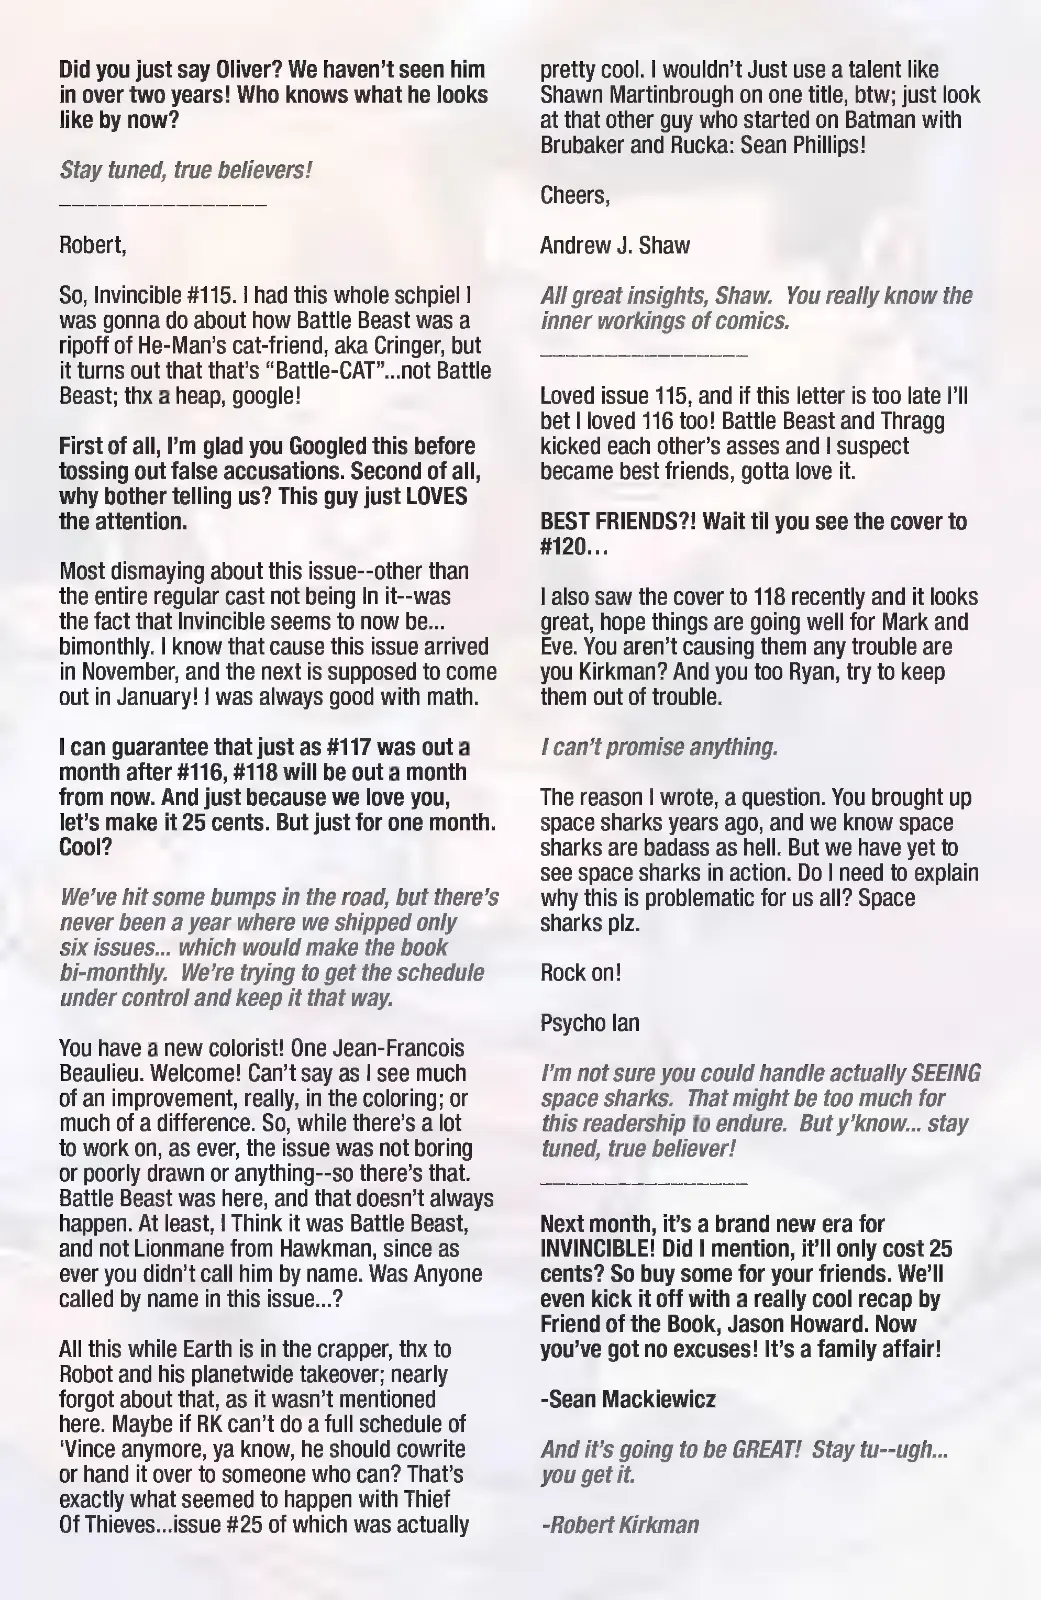 Did you just say Oliver? We haven't seen him
in over two years! Who knows what he looks
like by now?
Stay tuned, true believers!
________________
Robert,
So, Invincible #115. I had this whole schpiel I
was gonna do about how Battle Beast was a
ripoff of He-Man's cat-friend, aka Cringer, but
it turns out that that's “Battle-CAT”...not Battle
Beast; thx a heap, google!
First of all, I'm glad you Googled this before
tossing out false accusations. Second of all,
why bother telling us? This guy just LOVES
the attention.
Most dismaying about this issue--other than
the entire regular cast not being In it--was
the fact that Invincible seems to now be...
bimonthly. I know that cause this issue arrived
in November, and the next is supposed to come
out in January! I was always good with math.
I can guarantee that just as #117 was out a
month after #116, #118 will be out a month
from now. And just because we love you,
let's make it 25 cents. But just for one month.
Cool?
We've hit some bumps in the road, but there's
never been a year where we shipped only
six issues... which would make the book
bi-monthly. We're trying to get the schedule
under control and keep it that way.
You have a new colorist! One Jean-Francois
Beaulieu. Welcome! Can't say as I see much
of an improvement, really, in the coloring; or
much of a difference. So, while there's a lot
to work on, as ever, the issue was not boring
or poorly drawn or anything--so there's that.
Battle Beast was here, and that doesn't always
happen. At least, I Think it was Battle Beast,
and not Lionmane from Hawkman, since as
ever you didn't call him by name. Was Anyone
called by name in this issue...?
All this while Earth is in the crapper, thx to
Robot and his planetwide takeover; nearly
forgot about that, as it wasn't mentioned
here. Maybe if RK can't do a full schedule of
'Vince anymore, ya know, he should cowrite
or hand it over to someone who can? That's
exactly what seemed to happen with Thief
Of Thieves...issue #25 of which was actually
pretty cool. I wouldn't Just use a talent like
Shawn Martinbrough on one title, btw; just look
at that other guy who started on Batman with
Brubaker and Rucka: Sean Phillips!
Cheers,
Andrew J. Shaw
All great insights, Shaw. You really know the
inner workings of comics.
________________
Loved issue 115, and if this letter is too late I'll
bet I loved 116 too! Battle Beast and Thragg
kicked each other's asses and I suspect
became best friends, gotta love it.
BEST FRIENDS?! Wait til you see the cover to
#120...
I also saw the cover to 118 recently and it looks
great, hope things are going well for Mark and
Eve. You aren't causing them any trouble are
you Kirkman? And you too Ryan, try to keep
them out of trouble.
I can't promise anything.
The reason I wrote, a question. You brought up
space sharks years ago, and we know space
sharks are badass as hell. But we have yet to
see space sharks in action. Do I need to explain
why this is problematic for us all? Space
sharks plz.
Rock on!
Psycho Ian
I'm not sure you could handle actually SEEING
space sharks. That might be too much for
this readership to endure. But y'know... stay
tuned, true believer!
________________
Next month, it's a brand new era for
INVINCIBLE! Did I mention, it'll only cost 25
cents? So buy some for your friends. We'll
even kick it off with a really cool recap by
Friend of the Book, Jason Howard. Now
you've got no excuses! It's a family affair!
-Sean Mackiewicz
And it's going to be GREAT! Stay tu--ugh...
you get it.
-Robert Kirkman